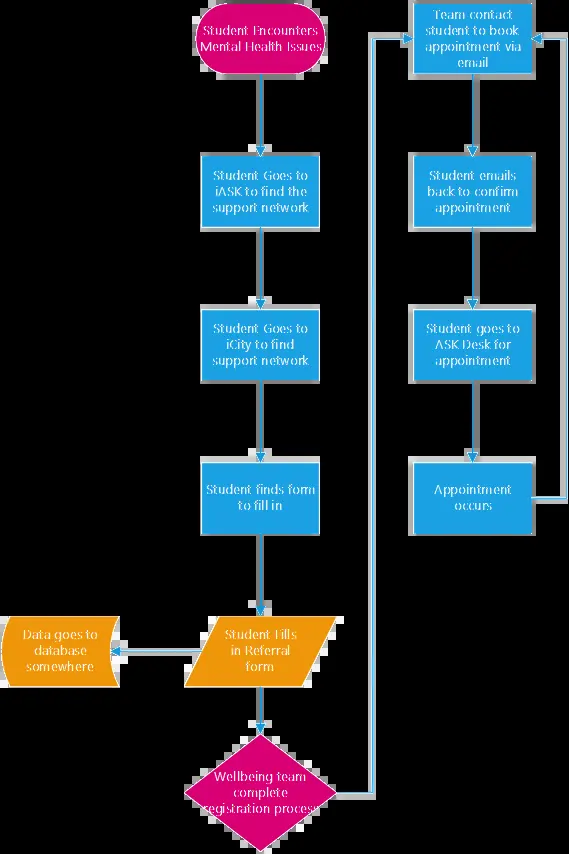 Student Encounters
Mental Health Issues
Student Goes to
iASK to find the
support network
Student Goes to
iCity to find
support network
Student finds form
to fill in
Student Fills
in Referral
form
Data goes to
database
somewhere
Wellbeing team
complete
registration process
Team contact
student to book
appointment via
email
Student emails
back to confirm
appointment
Student goes to
ASK Desk for
appointment
Appointment
occurs